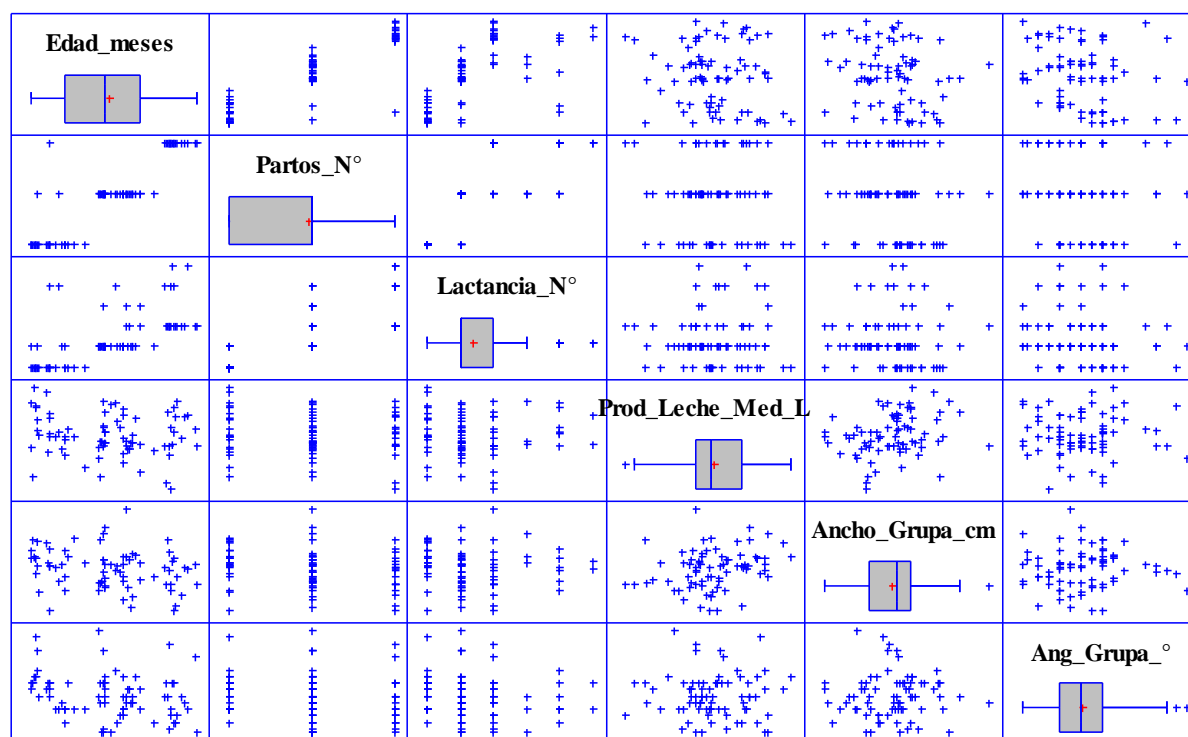 Edad_meses
Partos_N°
Lactancia_N°
Prod_Leche_Med_L
Ancho_Grupa_cm
Ang_Grupa_°